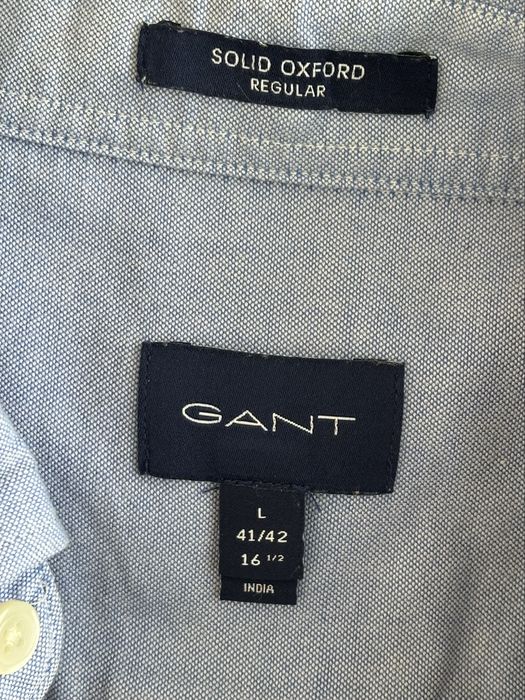 SOLID OXFORD
REGULAR
GANT
L
41/42
16 1/2
INDIA